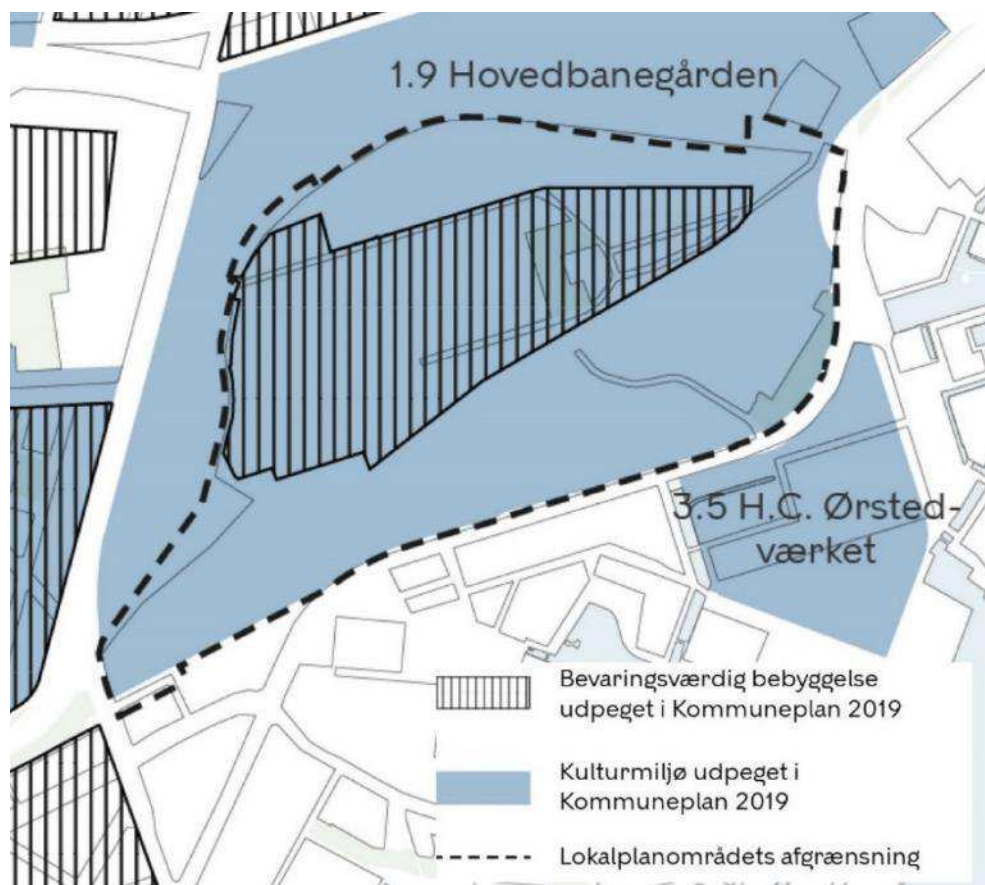 1.9 Hovedbanegården
3.5 H.C. Ørsted-
værket
Bevaringsværdig bebyggelse
udpeget i Kommuneplan 2019
Kulturmiljø udpeget i
Kommuneplan 2019
Lokalplanområdets afgrænsning